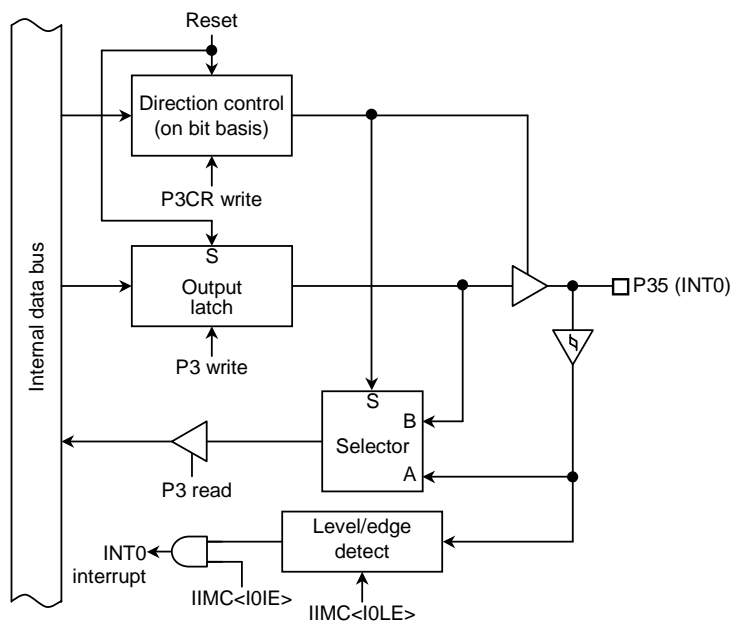 Reset
Direction control
(on bit basis)
P3CR write
Internal data bus
S
Output
latch
P3 write
P35 (INT0)
S
B
Selector
A
P3 read
Level/edge
detect
INT0
interrupt
IIMC<I0IE>
IIMC<I0LE>